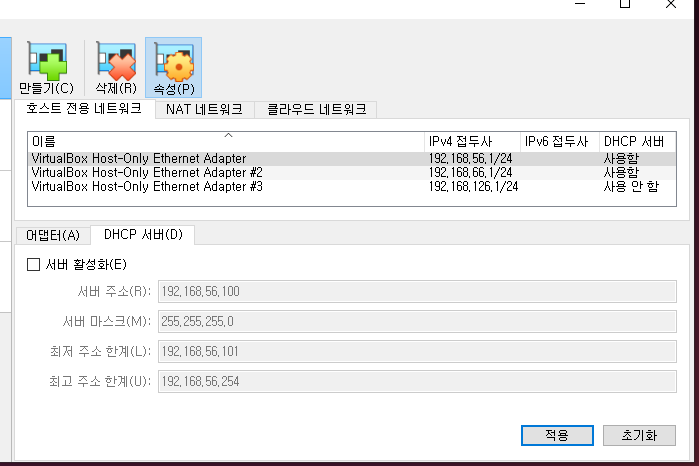 만들기(C) 삭제(R) 속성(P)
호스트 전용 네트워크 NAT 네트워크 클라우드 네트워크
이름 IPv4 접두사 IPv6 접두사 DHCP 서버
VirtualBox Host-Only Ethernet Adapter 192,168,56,1/24 사용함
VirtualBox Host-Only Ethernet Adapter #2 192,168,66,1/24 사용함
VirtualBox Host-Only Ethernet Adapter #3 192,168,126,1/24 사용 안 함
어댑터(A) DHCP 서버(D)
서버 활성화(E)
서버 주소(R): 192,168,56,100
서버 마스크(M): 255,255,255,0
최저 주소 한계(L): 192,168,56,101
최고 주소 한계(U): 192,168,56,254
적용 초기화